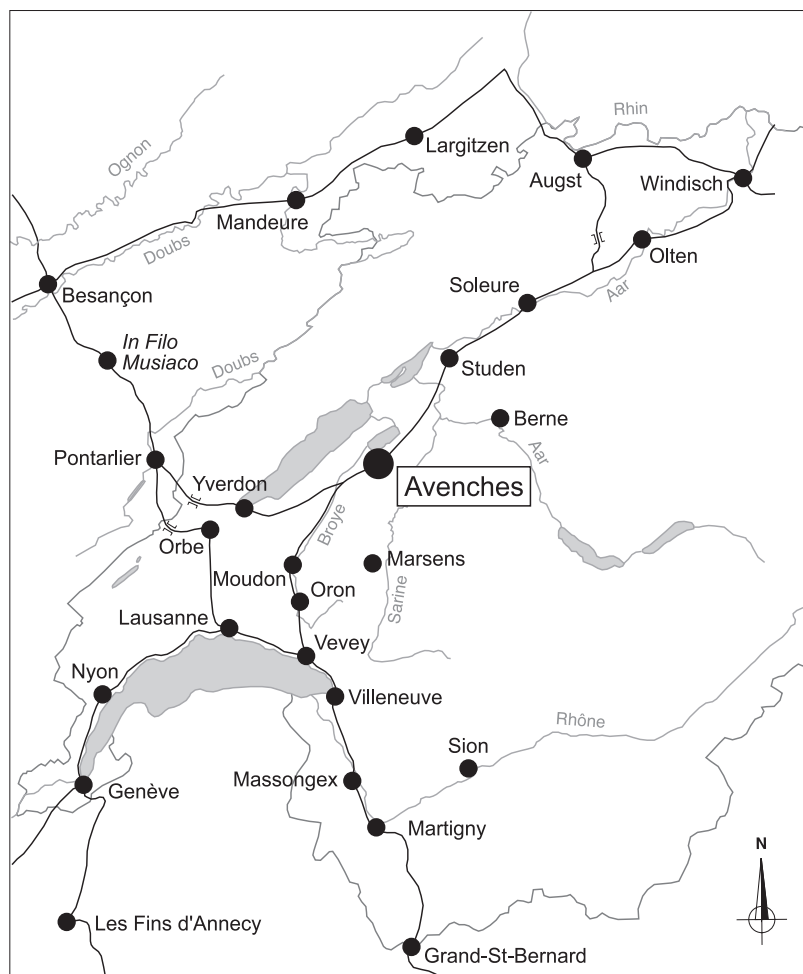 Rhin
Ognon
Largitzen
Augst
Windisch
Mandeure
Doubs
Olten
Besançon
Soleure
Aar
In Filo
Musiaco
Doubs
Studen
Berne
Pontarlier
Yverdon
Aar
Avenches
Broye
Orbe
Moudon
Marsens
Oron
Sarine
Lausanne
Vevey
Nyon
Villeneuve
Rhône
Sion
Massongex
Genève
Martigny
N
Les Fins d'Annecy
Grand-St-Bernard